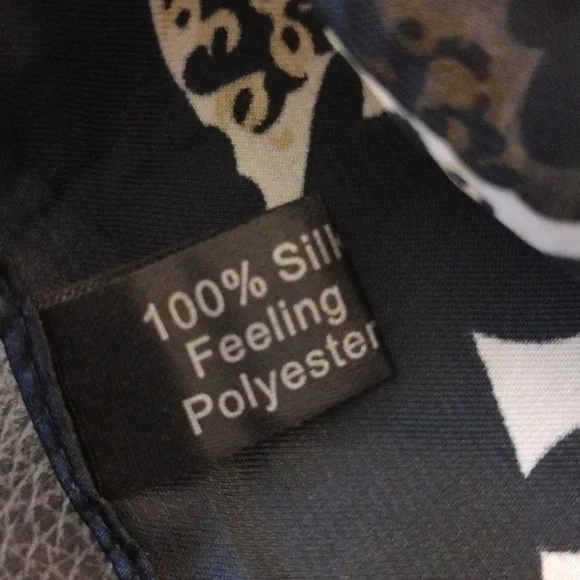 100% Silk
Feeling
Polyester